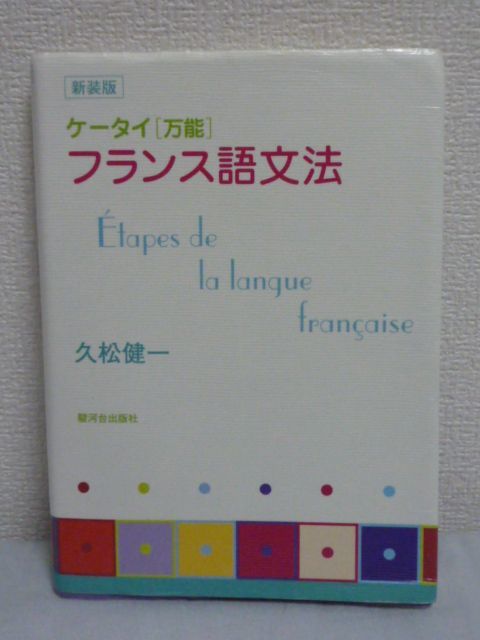 新装版
ケータイ[万能]
フランス語文法
Étapes de
la langue
française
久松健一
駿河台出版社